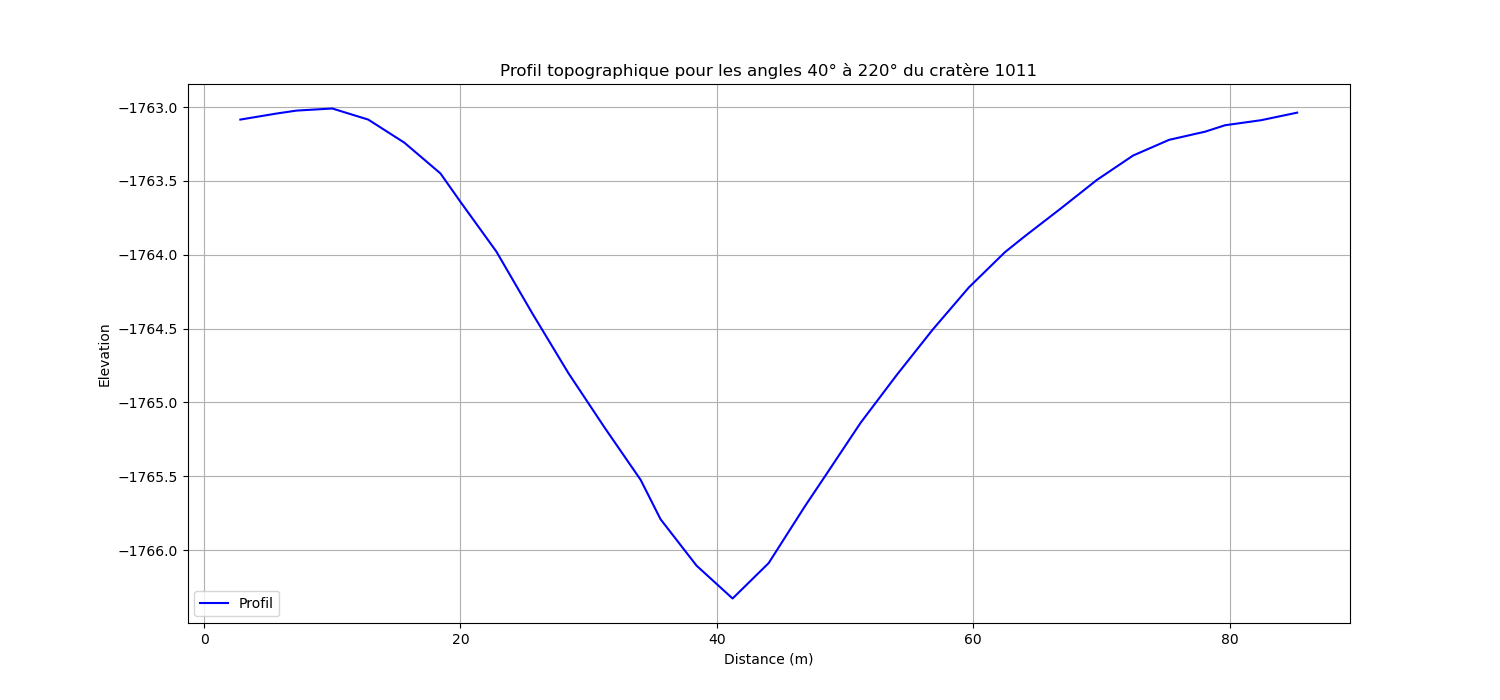 Profil topographique pour les angles 40° à 220° du cratère 1011
−1763.0
−1763.5
−1764.0
−1764.5
−1765.0
−1765.5
−1766.0
Elevation
Profil
0 20 40 60 80
Distance (m)